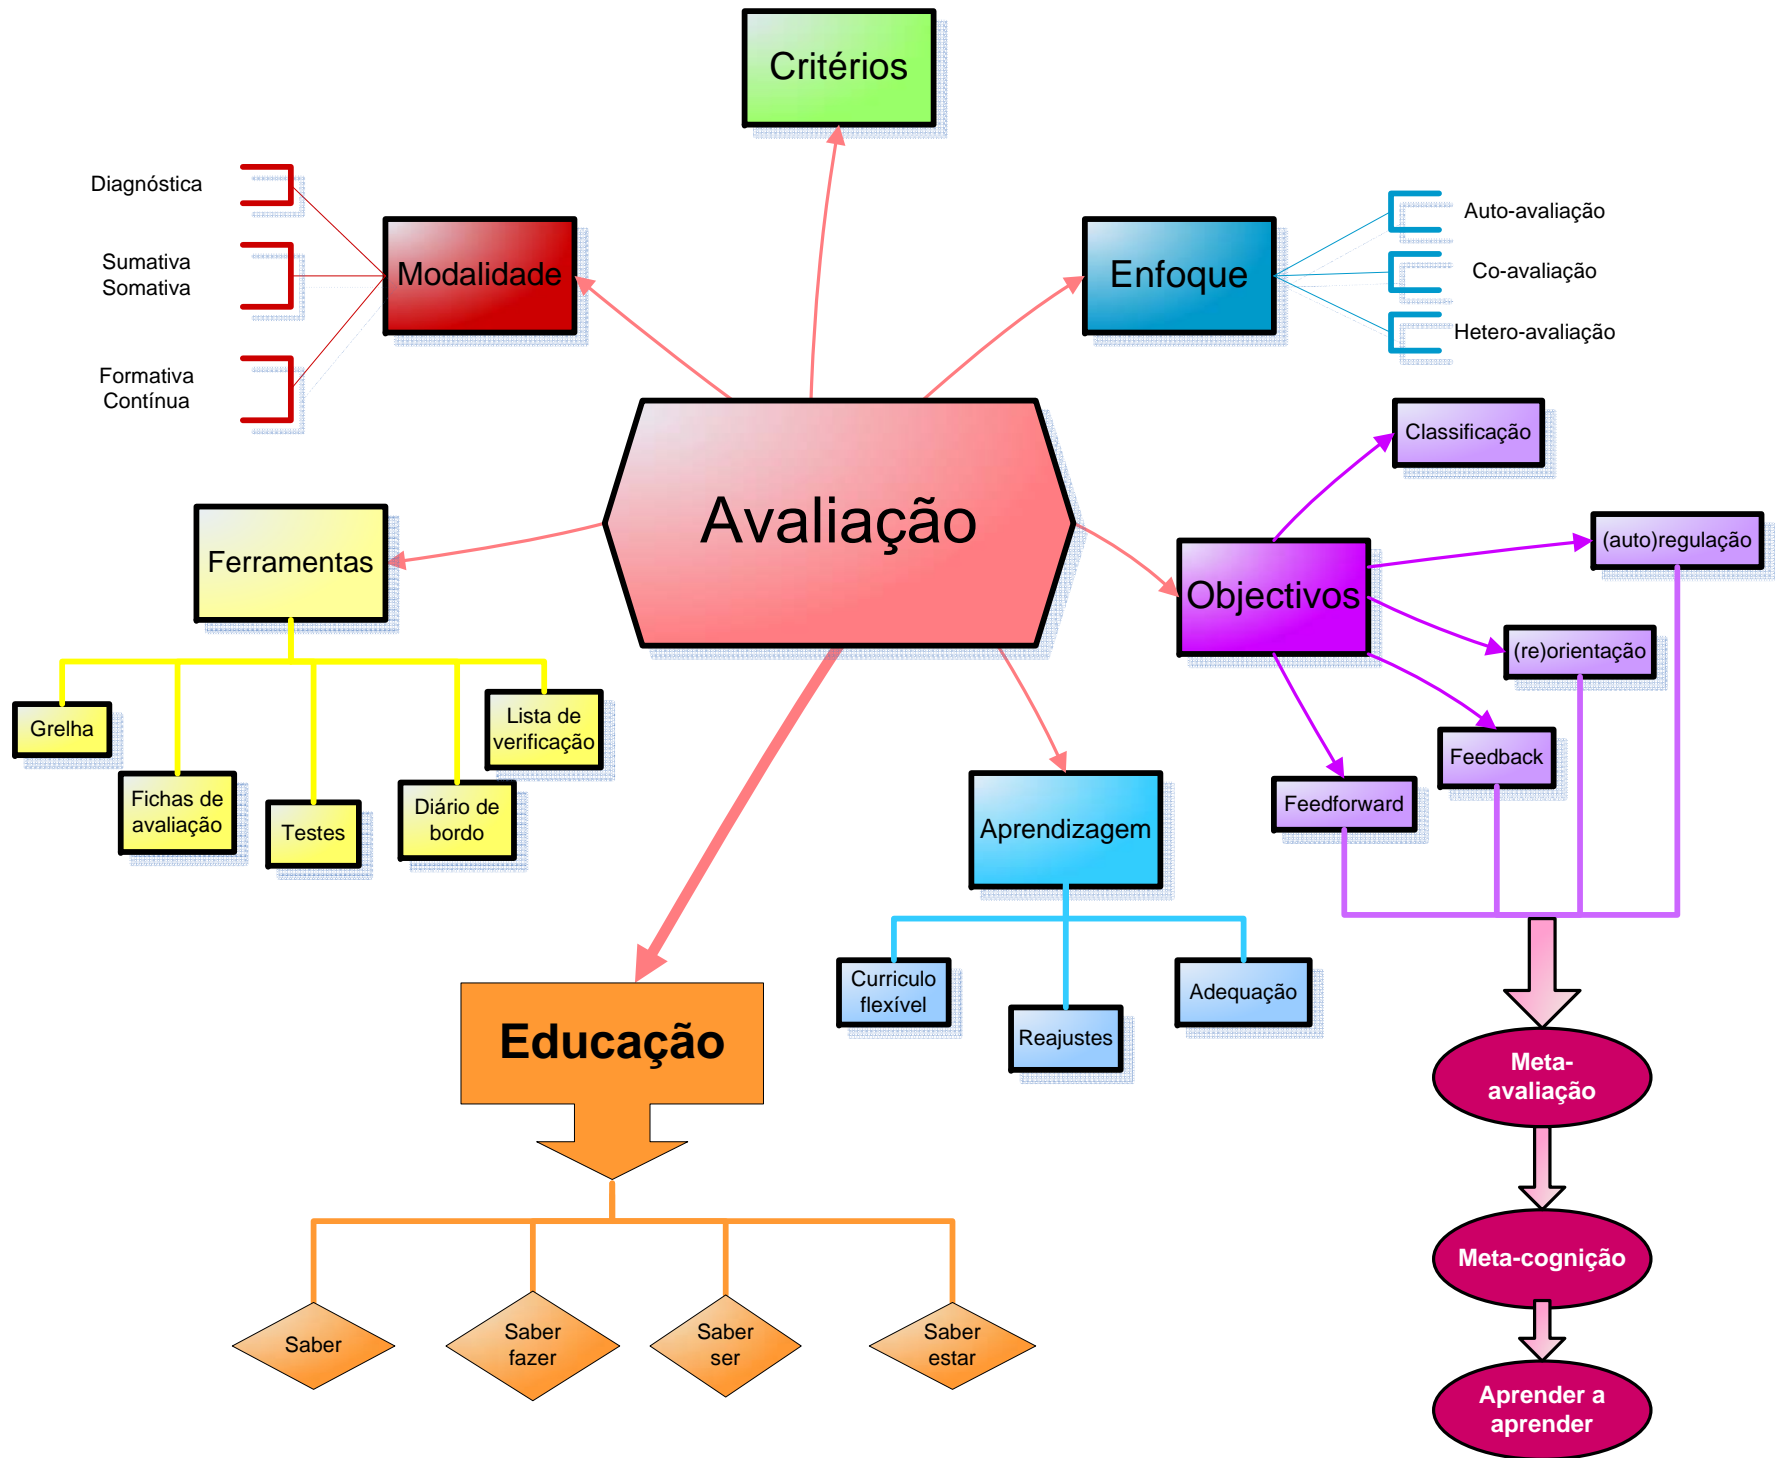 Critérios
Diagnóstica
Sumativa
Somativa
Formativa
Contínua
Modalidade
Enfoque
Auto-avaliação
Co-avaliação
Hetero-avaliação
Avaliação
Classificação
(auto)regulação
Objectivos
(re)orientação
Feedback
Feedforward
Ferramentas
Grelha
Fichas de
avaliação
Testes
Diário de
bordo
Lista de
verificação
Aprendizagem
Curriculo
flexível
Reajustes
Adequação
Educação
Saber
Saber
fazer
Saber
ser
Saber
estar
Meta-
avaliação
Meta-cognição
Aprender a
aprender